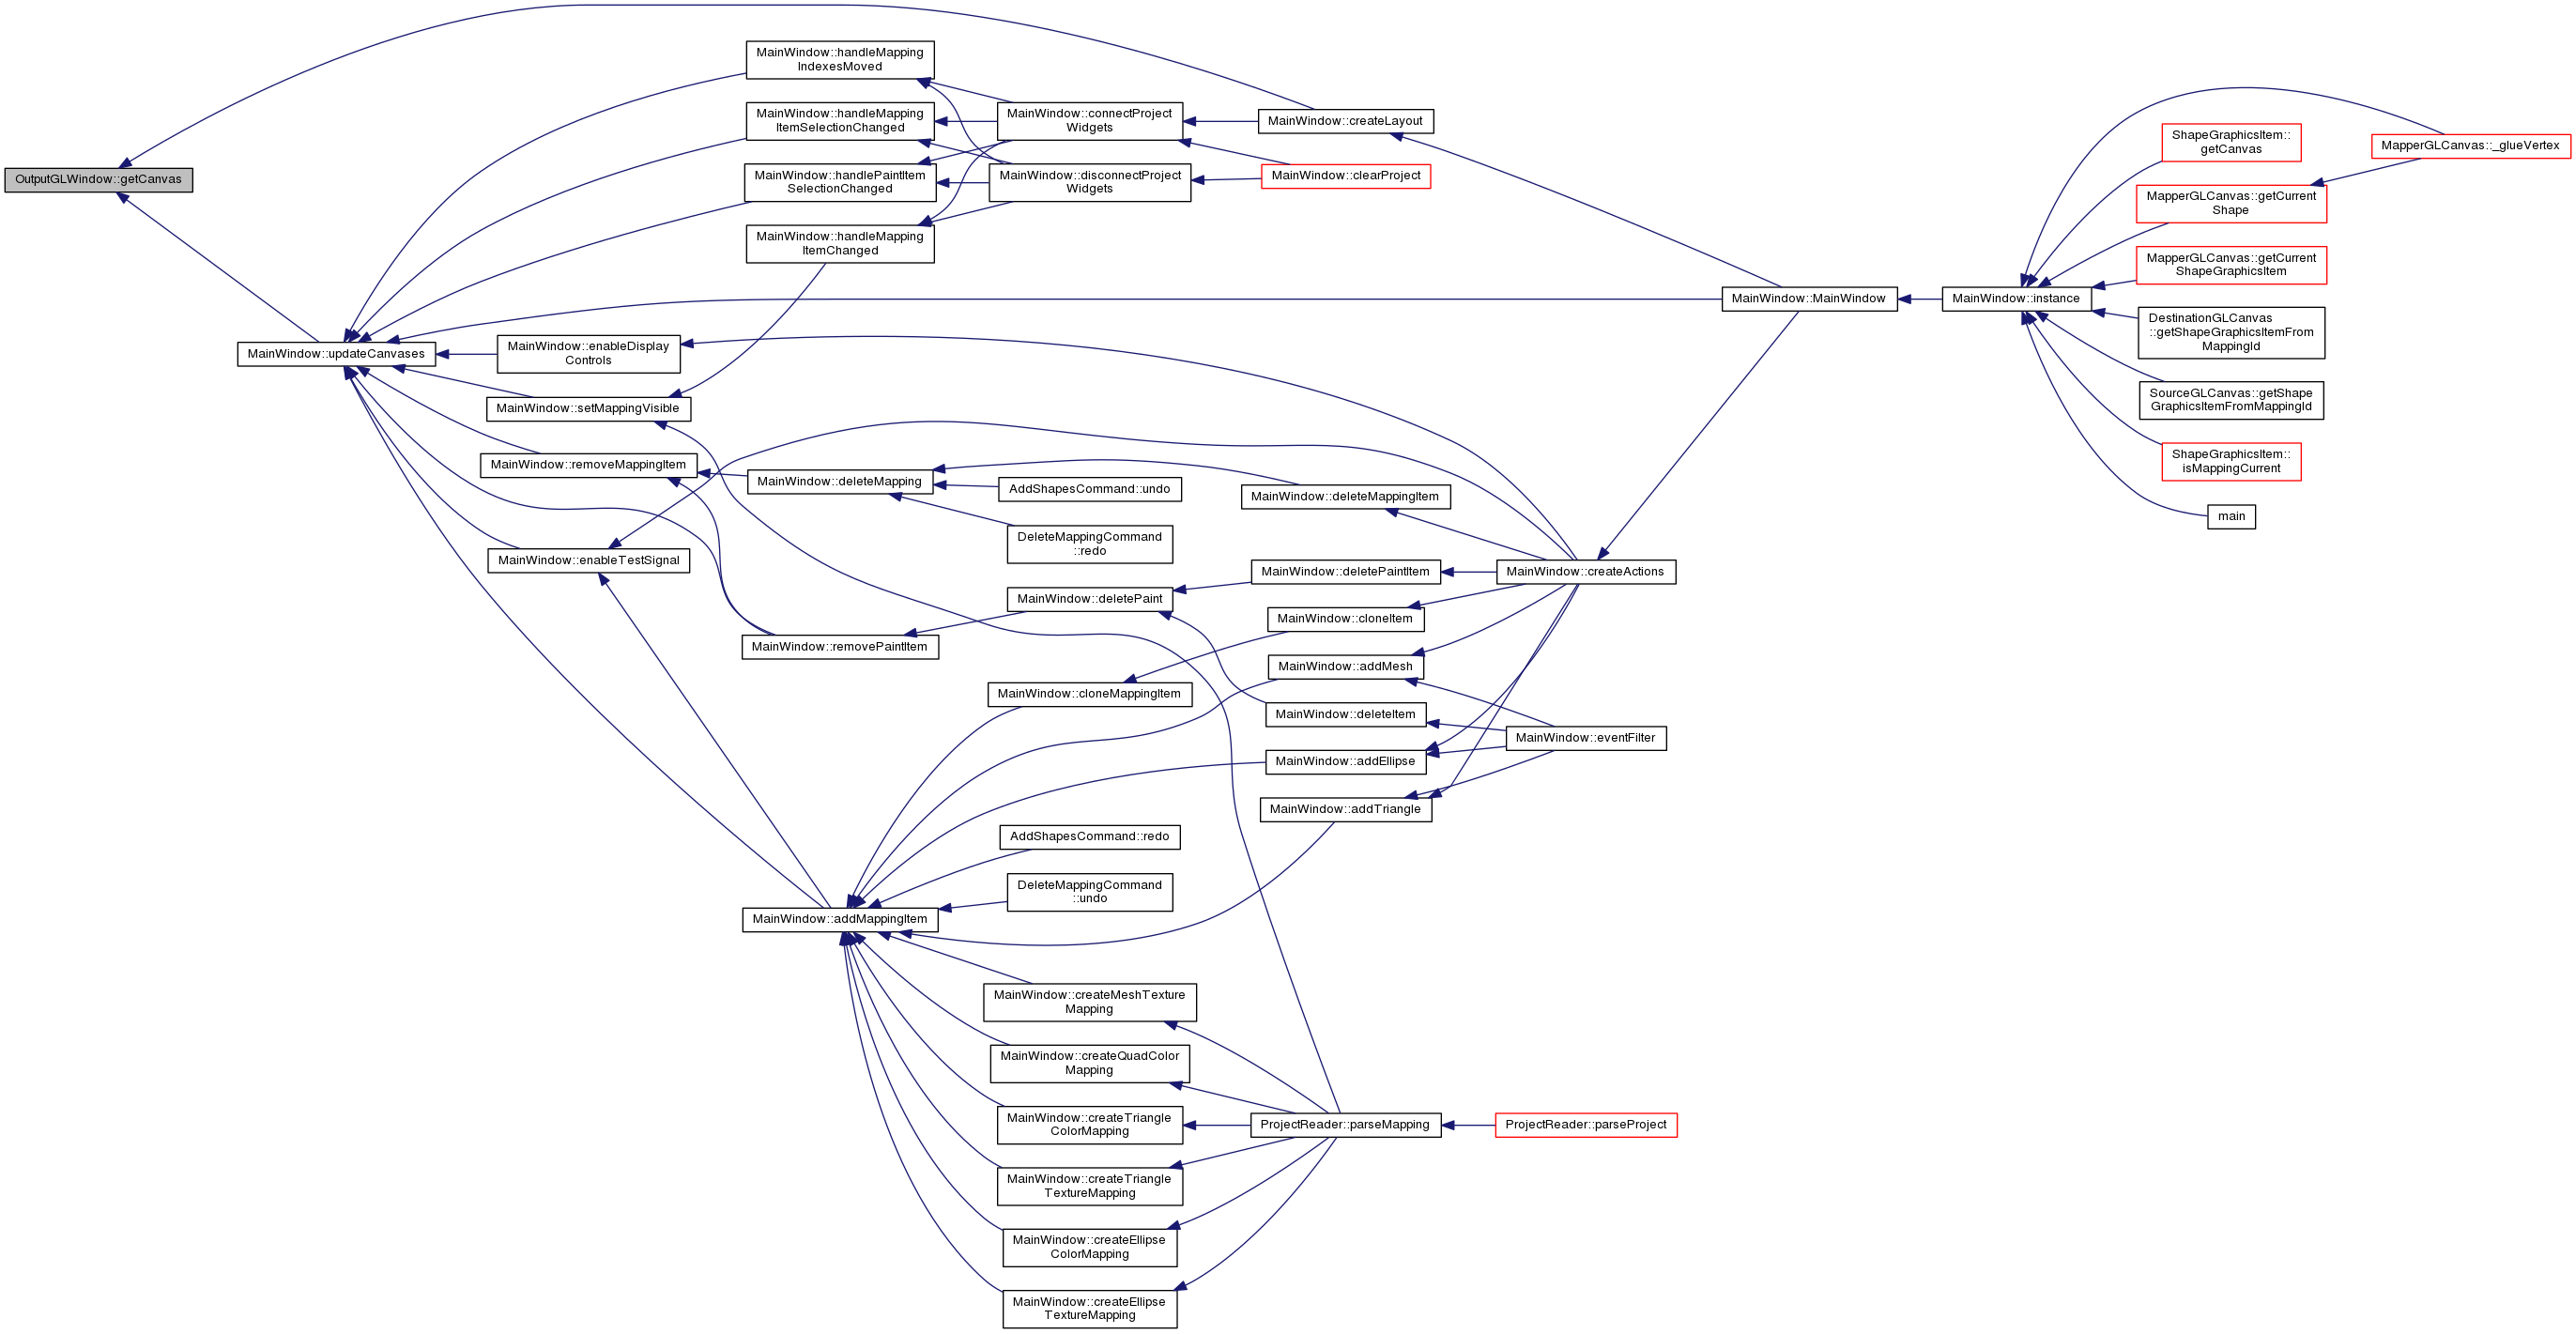 OutputGLWindow::getCanvas
MainWindow::updateCanvases
MainWindow::handleMapping
IndexesMoved
MainWindow::handleMapping
ItemSelectionChanged
MainWindow::handlePaintItem
SelectionChanged
MainWindow::handleMapping
ItemChanged
MainWindow::enableDisplay
Controls
MainWindow::setMappingVisible
MainWindow::removeMappingItem
MainWindow::enableTestSignal
MainWindow::deleteMapping
MainWindow::removePaintItem
MainWindow::addMappingItem
MainWindow::connectProject
Widgets
MainWindow::disconnectProject
Widgets
AddShapesCommand::undo
DeleteMappingCommand
::redo
MainWindow::deletePaint
MainWindow::cloneMappingItem
AddShapesCommand::redo
DeleteMappingCommand
::undo
MainWindow::createMeshTexture
Mapping
MainWindow::createQuadColor
Mapping
MainWindow::createTriangle
ColorMapping
MainWindow::createTriangle
TextureMapping
MainWindow::createEllipse
ColorMapping
MainWindow::createEllipse
TextureMapping
MainWindow::createLayout
MainWindow::clearProject
MainWindow::deleteMappingItem
MainWindow::deletePaintItem
MainWindow::cloneItem
MainWindow::addMesh
MainWindow::deleteItem
MainWindow::addEllipse
MainWindow::addTriangle
ProjectReader::parseMapping
MainWindow::createActions
MainWindow::eventFilter
ProjectReader::parseProject
MainWindow::MainWindow
MainWindow::instance
ShapeGraphicsItem::
getCanvas
MapperGLCanvas::getCurrent
Shape
MapperGLCanvas::getCurrent
ShapeGraphicsItem
DestinationGLCanvas
::getShapeGraphicsItemFrom
MappingId
SourceGLCanvas::getShape
GraphicsItemFromMappingId
ShapeGraphicsItem::
isMappingCurrent
main
MapperGLCanvas::_glueVertex